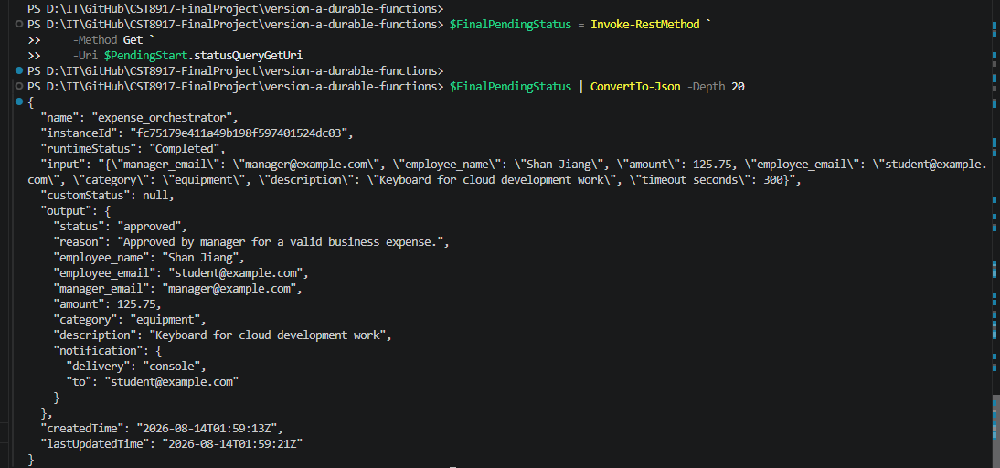 PS D:\IT\GitHub\CST8917-FinalProject\version-a-durable-functions>
PS D:\IT\GitHub\CST8917-FinalProject\version-a-durable-functions> $FinalPendingStatus = Invoke-RestMethod `
>>     -Method Get `
>>     -Uri $PendingStart.statusQueryGetUri
PS D:\IT\GitHub\CST8917-FinalProject\version-a-durable-functions>
PS D:\IT\GitHub\CST8917-FinalProject\version-a-durable-functions> $FinalPendingStatus | ConvertTo-Json -Depth 20
{
  "name": "expense_orchestrator",
  "instanceId": "fc75179e411a49b198f597401524dc03",
  "runtimeStatus": "Completed",
  "input": "{\"manager_email\": \"manager@example.com\", \"employee_name\": \"Shan Jiang\", \"amount\": 125.75, \"employee_email\": \"student@example.
com\", \"category\": \"equipment\", \"description\": \"Keyboard for cloud development work\", \"timeout_seconds\": 300}",
  "customStatus": null,
  "output": {
    "status": "approved",
    "reason": "Approved by manager for a valid business expense.",
    "employee_name": "Shan Jiang",
    "employee_email": "student@example.com",
    "manager_email": "manager@example.com",
    "amount": 125.75,
    "category": "equipment",
    "description": "Keyboard for cloud development work",
    "notification": {
      "delivery": "console",
      "to": "student@example.com"
    }
  },
  "createdTime": "2026-08-14T01:59:13Z",
  "lastUpdatedTime": "2026-08-14T01:59:21Z"
}